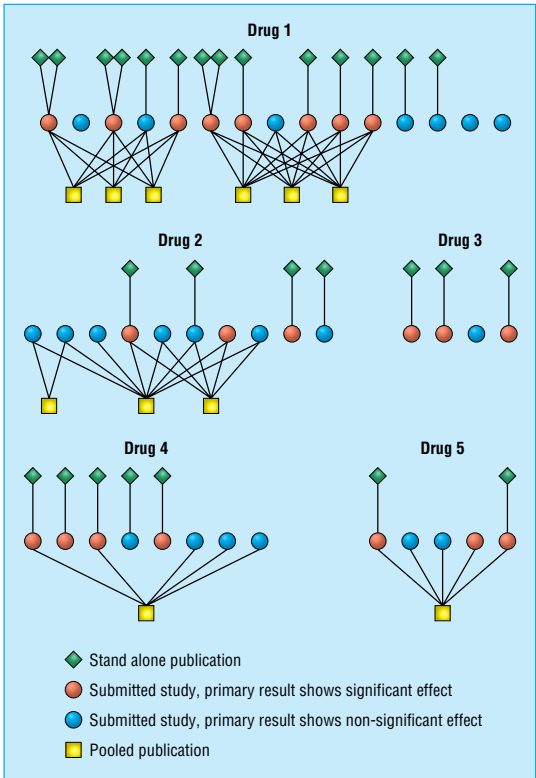 Drug 1
Drug 2
Drug 3
Drug 4
Drug 5
Stand alone publication
Submitted study, primary result shows significant effect
Submitted study, primary result shows non-significant effect
Pooled publication